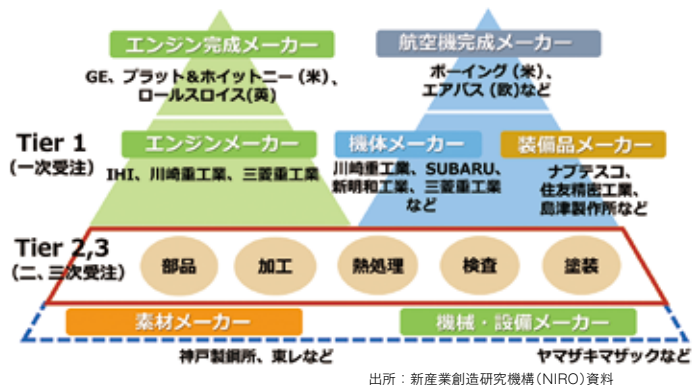 エンジン完成メーカー
航空機完成メーカー
GE、プラット&ホイットニー（米）、
ロールスロイス(英)
ボーイング（米）、
エアバス（欧）など
Tier 1
（一次受注）
エンジンメーカー
機体メーカー
装備品メーカー
IHI、川崎重工業、三菱重工業
川崎重工業、SUBARU、
新明和工業、三菱重工業
など
ナブテスコ、
住友精密工業、
島津製作所など
Tier 2,3
（二、三次受注）
部品
加工
熱処理
検査
塗装
素材メーカー
機械・設備メーカー
神戸製鋼所、東レなど
ヤマザキマザックなど
出所：新産業創造研究機構(NIRO)資料